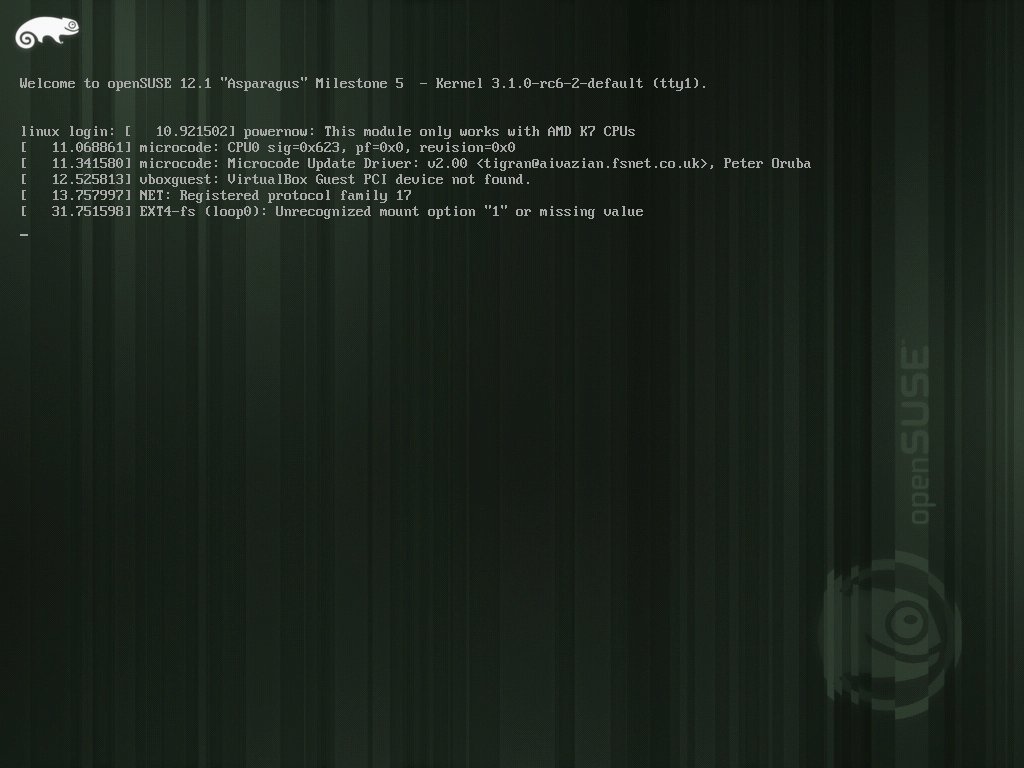 Welcome to openSUSE 12.1 "Asparagus" Milestone 5  - Kernel 3.1.0-rc6-2-default (tty1).
linux login: [   10.921502] powernow: This module only works with AMD K7 CPUs
[   11.068861] microcode: CPU0 sig=0x623, pf=0x0, revision=0x0
[   11.341580] microcode: Microcode Update Driver: v2.00 <tigran@aivazian.fsnet.co.uk>, Peter Oruba
[   12.525813] vboxguest: VirtualBox Guest PCI device not found.
[   13.757997] NET: Registered protocol family 17
[   31.751598] EXT4-fs (loop0): Unrecognized mount option "1" or missing value
openSUSE